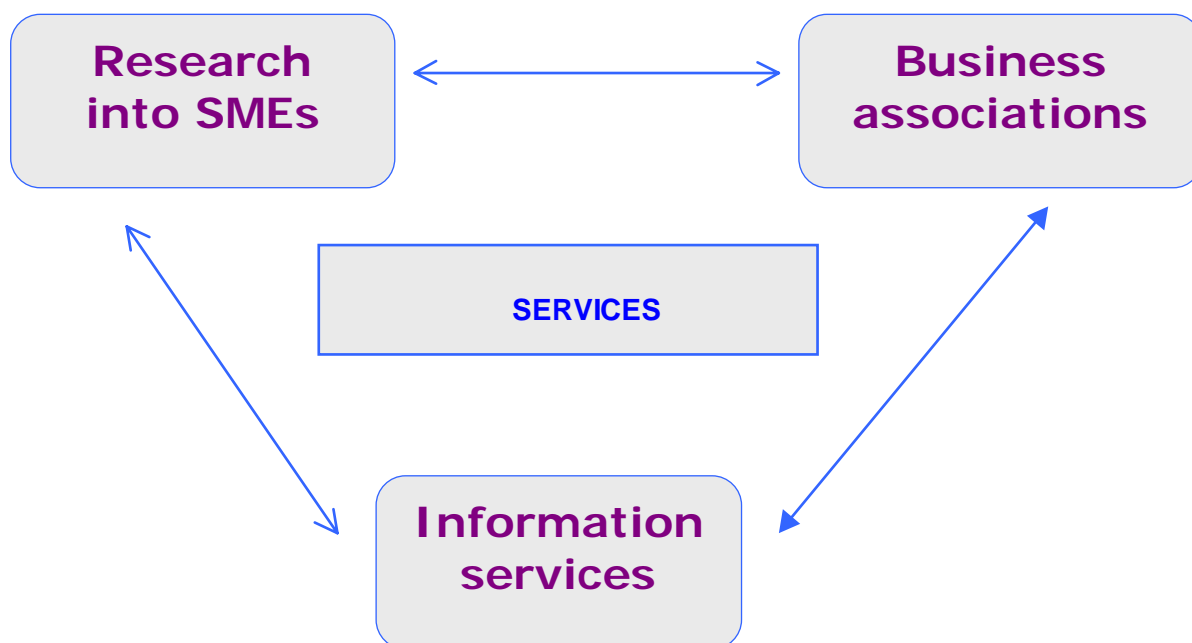 Research
into SMEs
Business
associations
SERVICES
Information
services